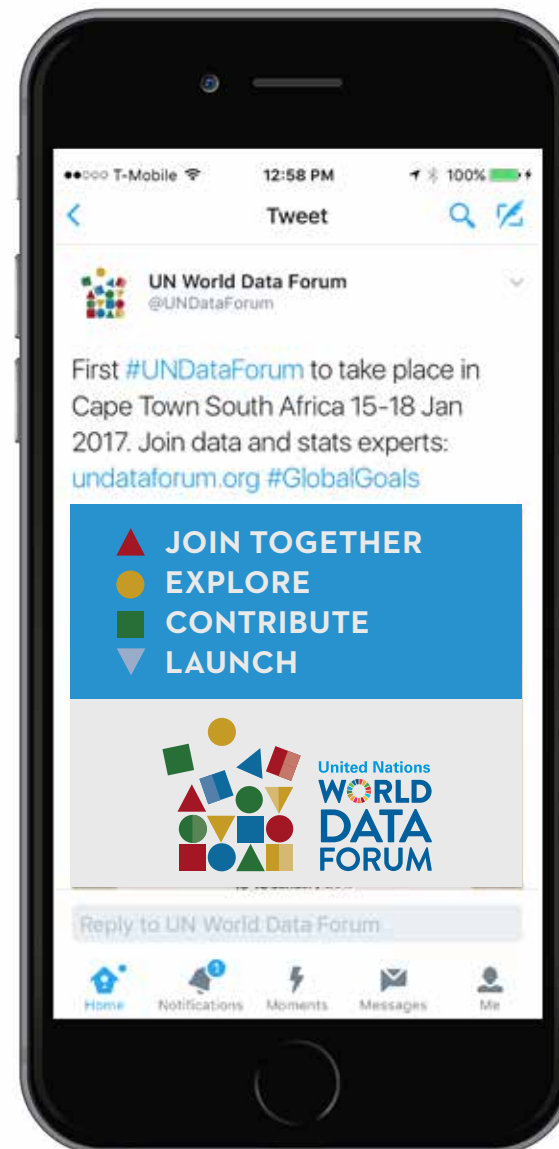 T-Mobile 12:58 PM 100%
Tweet
UN World Data Forum
@UNDataForum
First #UNDataForum to take place in
Cape Town South Africa 15-18 Jan
2017. Join data and stats experts:
undataforum.org #GlobalGoals
JOIN TOGETHER
EXPLORE
CONTRIBUTE
LAUNCH
United Nations
WORLD
DATA
FORUM
Reply to UN World Data Forum
1
Home Notifications Moments Messages Me